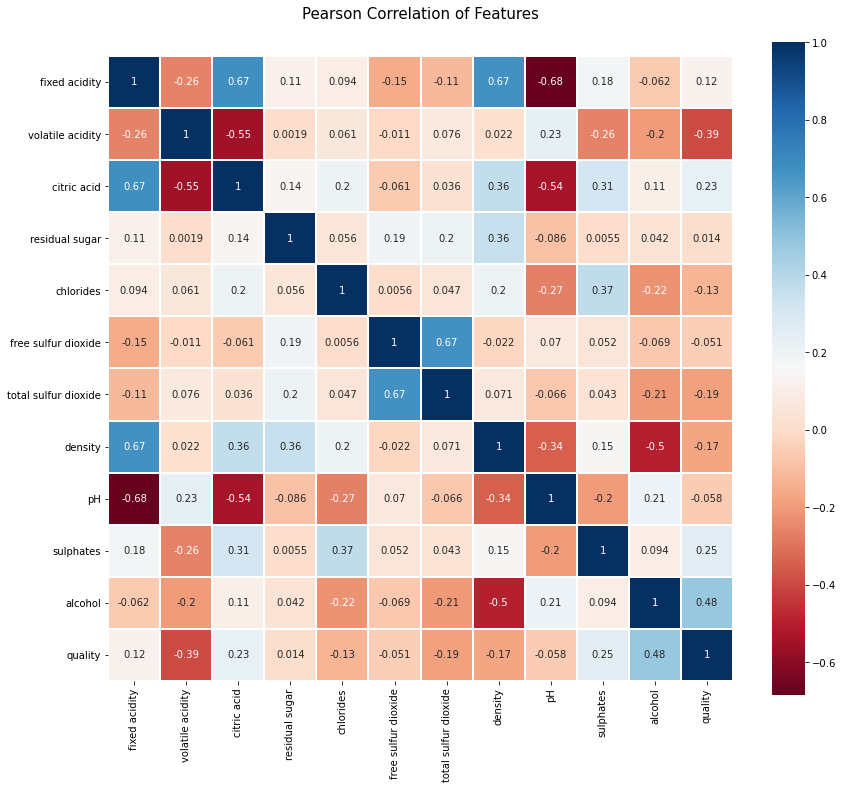 Pearson Correlation of Features
fixed acidity 1 -0.26 0.67 0.11 0.094 -0.15 -0.11 0.67 -0.68 0.18 -0.062 0.12
volatile acidity -0.26 1 -0.55 0.0019 0.061 -0.011 0.076 0.022 0.23 -0.26 -0.2 -0.39
citric acid 0.67 -0.55 1 0.14 0.2 -0.061 0.036 0.36 -0.54 0.31 0.11 0.23
residual sugar 0.11 0.0019 0.14 1 0.056 0.19 0.2 0.36 -0.086 0.0055 0.042 0.014
chlorides 0.094 0.061 0.2 0.056 1 0.0056 0.047 0.2 -0.27 0.37 -0.22 -0.13
free sulfur dioxide -0.15 -0.011 -0.061 0.19 0.0056 1 0.67 -0.022 0.07 0.052 -0.069 -0.051
total sulfur dioxide -0.11 0.076 0.036 0.2 0.047 0.67 1 0.071 -0.066 0.043 -0.21 -0.19
density 0.67 0.022 0.36 0.36 0.2 -0.022 0.071 1 -0.34 0.15 -0.5 -0.17
pH -0.68 0.23 -0.54 -0.086 -0.27 0.07 -0.066 -0.34 1 -0.2 0.21 -0.058
sulphates 0.18 -0.26 0.31 0.0055 0.37 0.052 0.043 0.15 -0.2 1 0.094 0.25
alcohol -0.062 -0.2 0.11 0.042 -0.22 -0.069 -0.21 -0.5 0.21 0.094 1 0.48
quality 0.12 -0.39 0.23 0.014 -0.13 -0.051 -0.19 -0.17 -0.058 0.25 0.48 1
fixed acidity
volatile acidity
citric acid
residual sugar
chlorides
free sulfur dioxide
total sulfur dioxide
density
pH
sulphates
alcohol
quality
1.0
0.8
0.6
0.4
0.2
0.0
−0.2
−0.4
−0.6